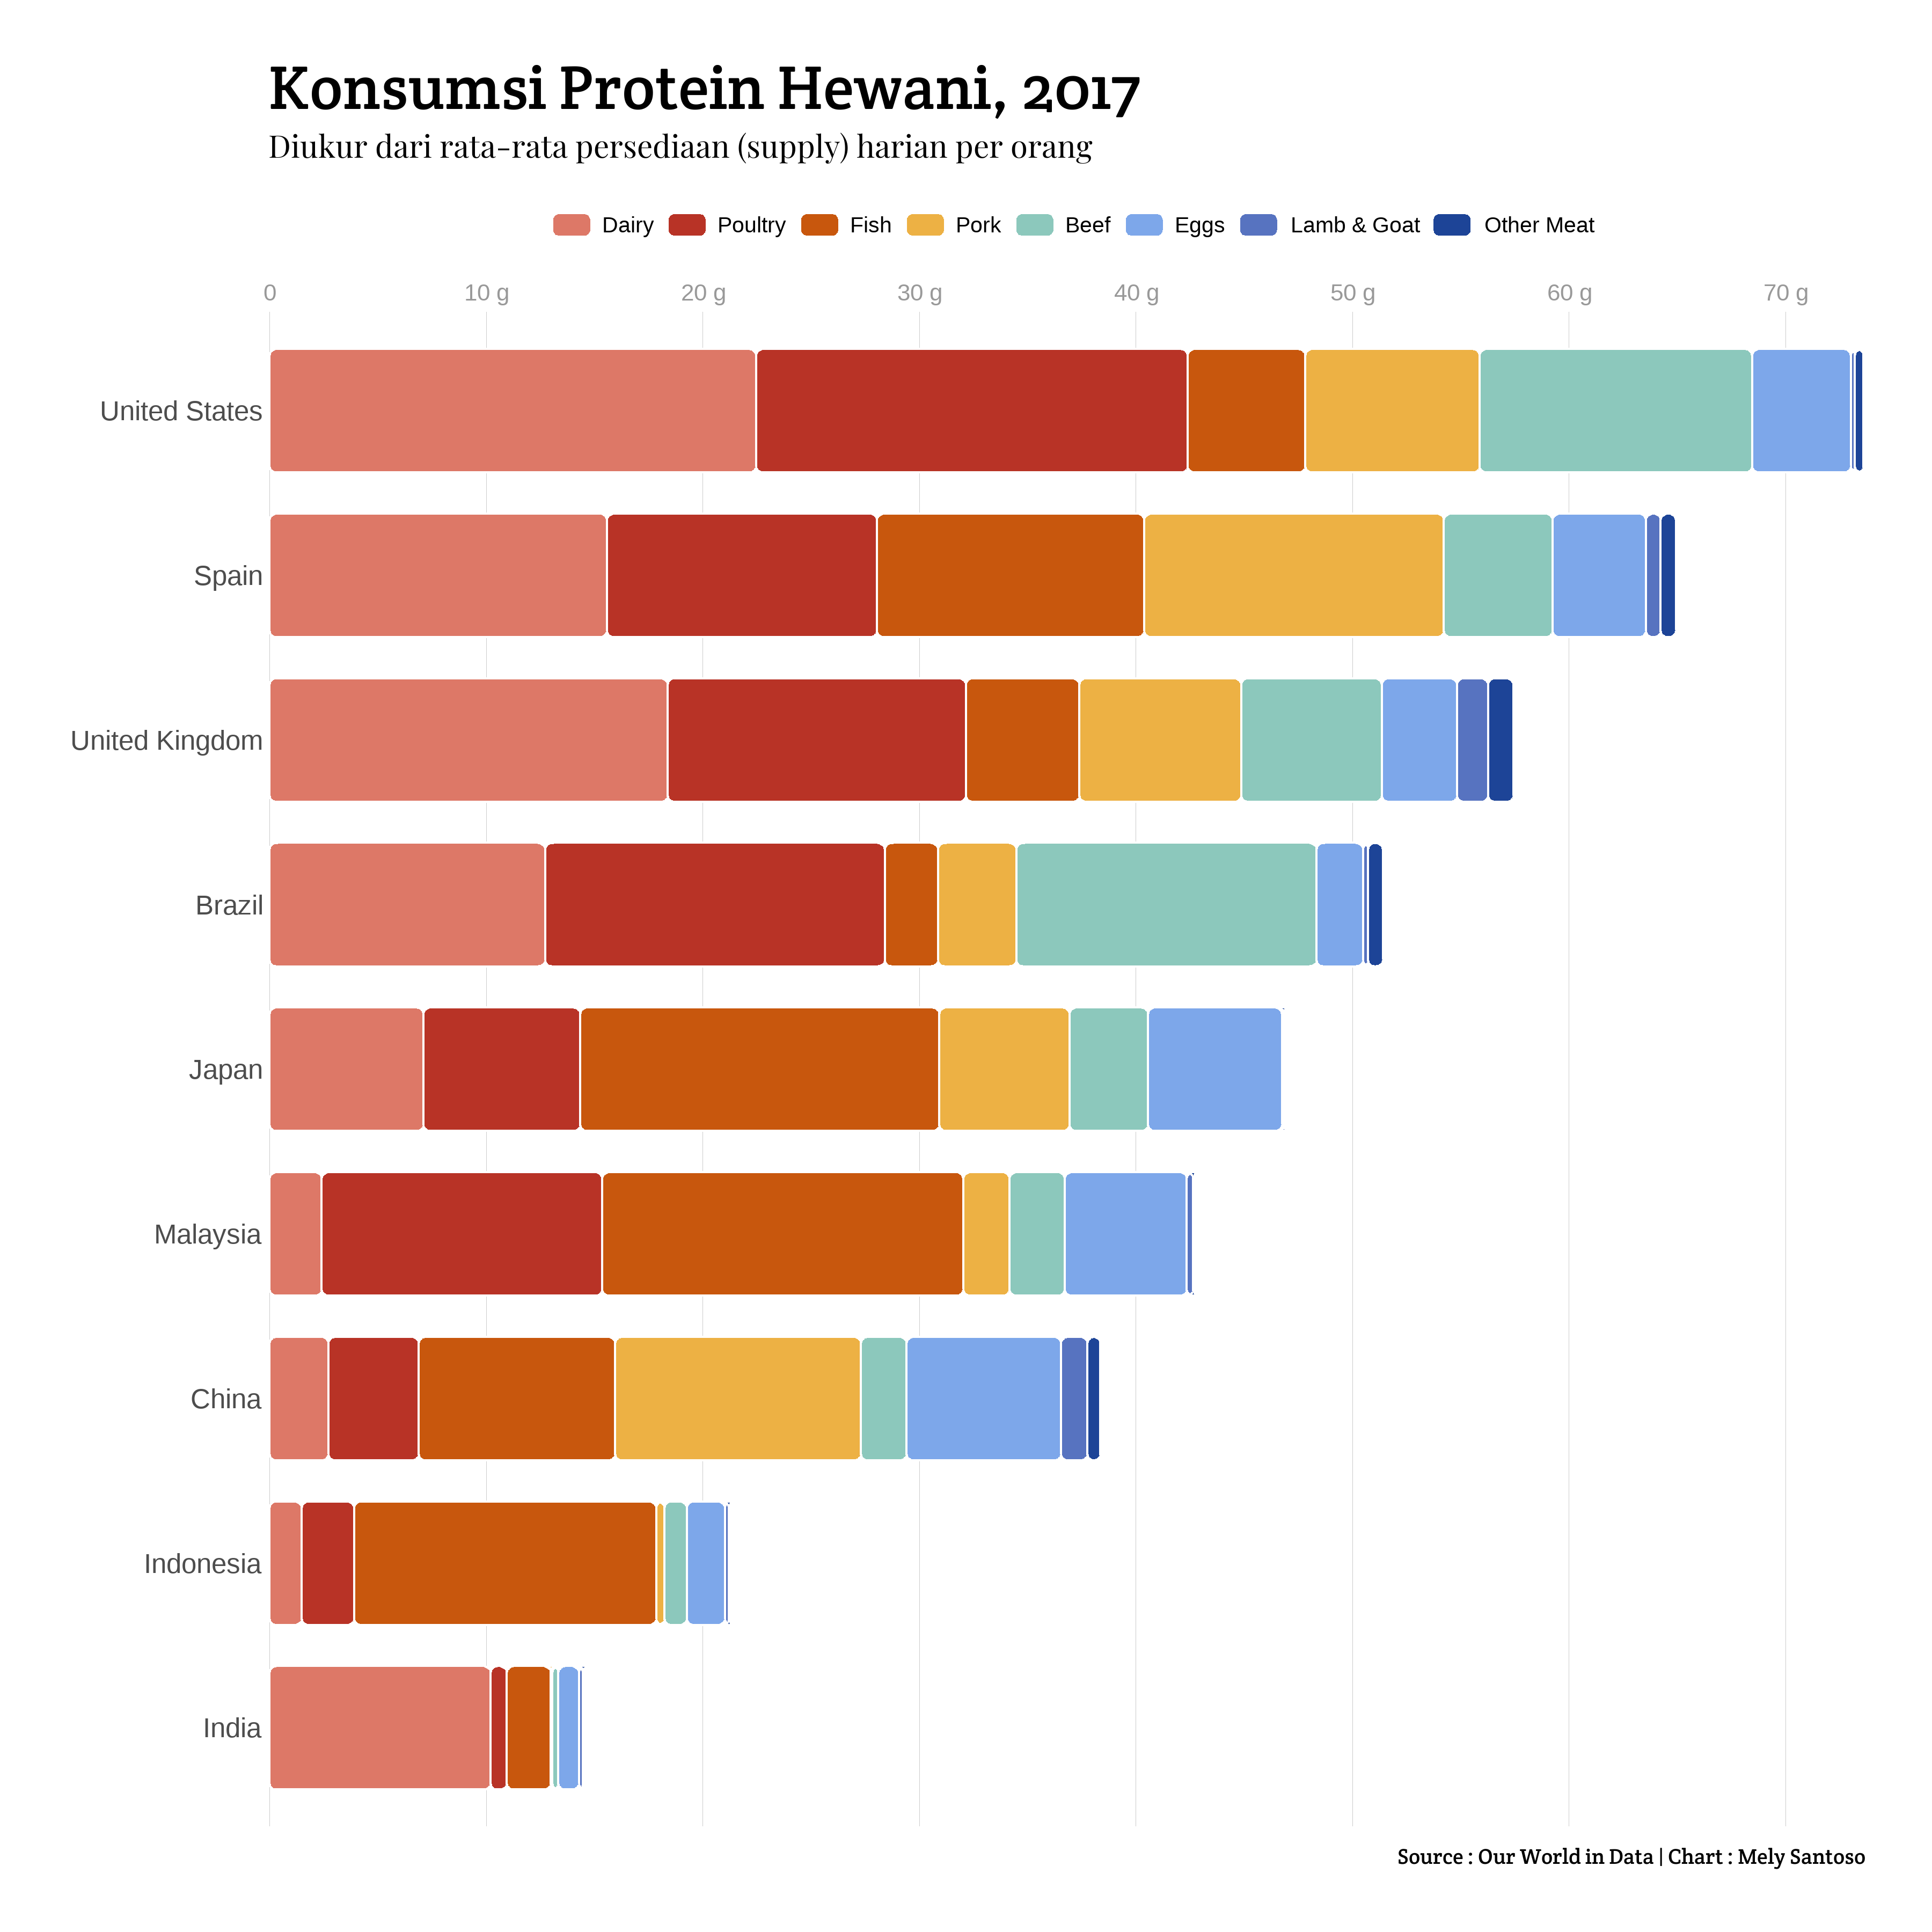 Konsumsi Protein Hewani, 2017
Diukur dari rata-rata persediaan (supply) harian per orang
Dairy Poultry Fish Pork Beef Eggs Lamb & Goat Other Meat
0 10 g 20 g 30 g 40 g 50 g 60 g 70 g
United States
Spain
United Kingdom
Brazil
Japan
Malaysia
China
Indonesia
India
Source : Our World in Data | Chart : Mely Santoso